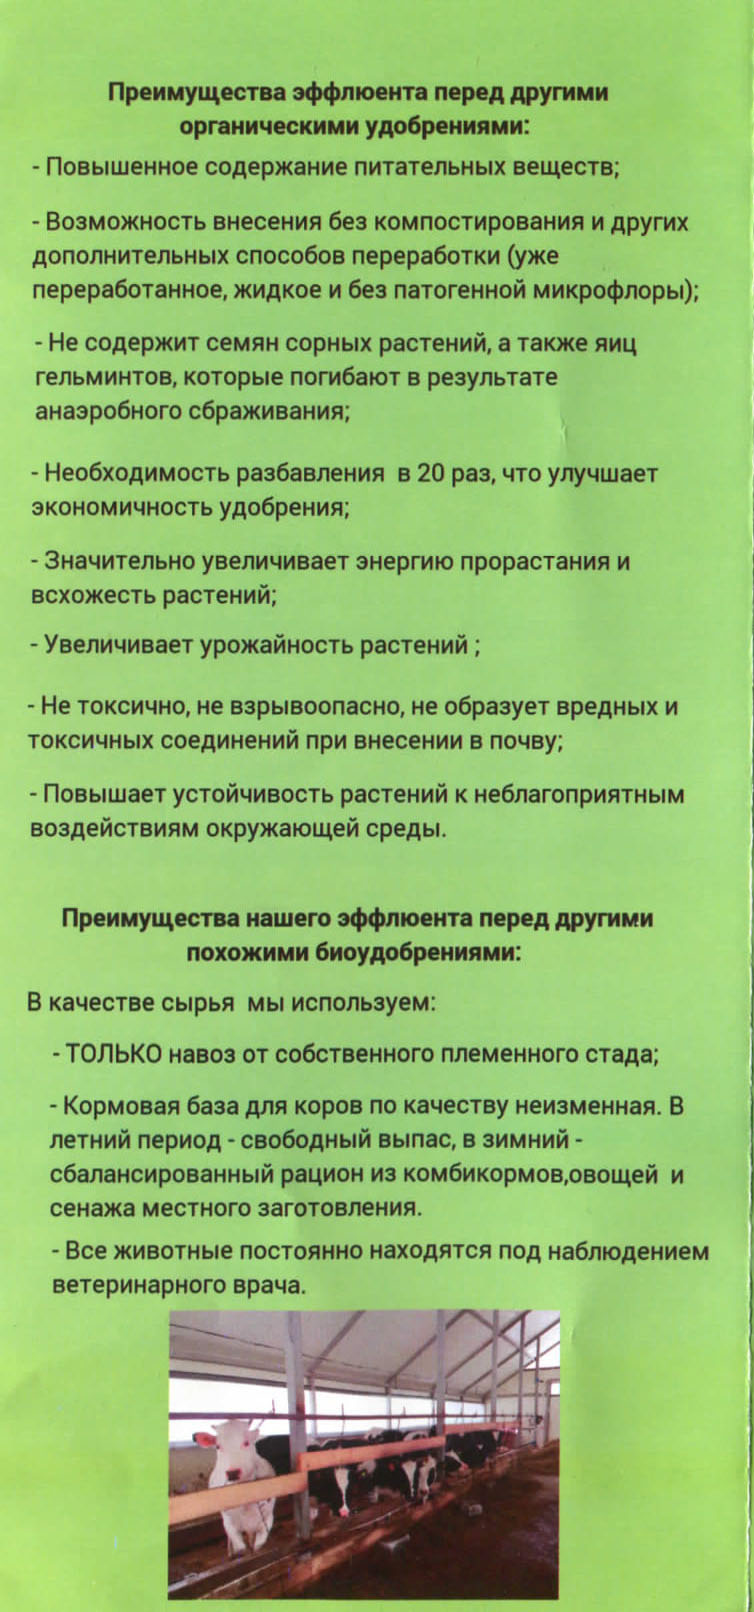 Преимущества эффлюента перед другими
органическими удобрениями:
- Повышенное содержание питательных веществ;
- Возможность внесения без компостирования и других
дополнительных способов переработки (уже
переработанное, жидкое и без патогенной микрофлоры);
- Не содержит семян сорных растений, а также яиц
гельминтов, которые погибают в результате
анаэробного сбраживания;
- Необходимость разбавления  в 20 раз, что улучшает
экономичность удобрения;
- Значительно увеличивает энергию прорастания и
всхожесть растений;
- Увеличивает урожайность растений ;
- Не токсично, не взрывоопасно, не образует вредных и
токсичных соединений при внесении в почву;
- Повышает устойчивость растений к неблагоприятным
воздействиям окружающей среды.
Преимущества нашего эффлюента перед другими
похожими биоудобрениями:
В качестве сырья  мы используем:
- ТОЛЬКО навоз от собственного племенного стада;
- Кормовая база для коров по качеству неизменная. В
летний период - свободный выпас, в зимний -
сбалансированный рацион из комбикормов,овощей  и
сенажа местного заготовления.
- Все животные постоянно находятся под наблюдением
ветеринарного врача.